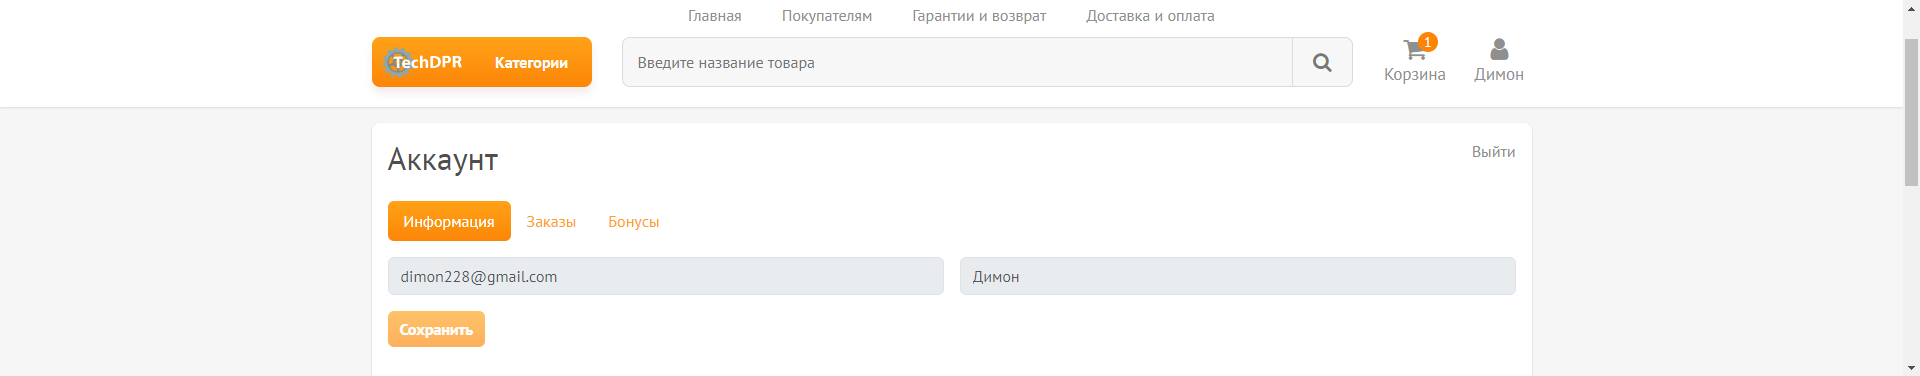 Главная Покупателям Гарантии и возврат Доставка и оплата
TechDPR Категории Введите название товара 1
Корзина Димон
Аккаунт Выйти
Информация Заказы Бонусы
dimon228@gmail.com Димон
Сохранить